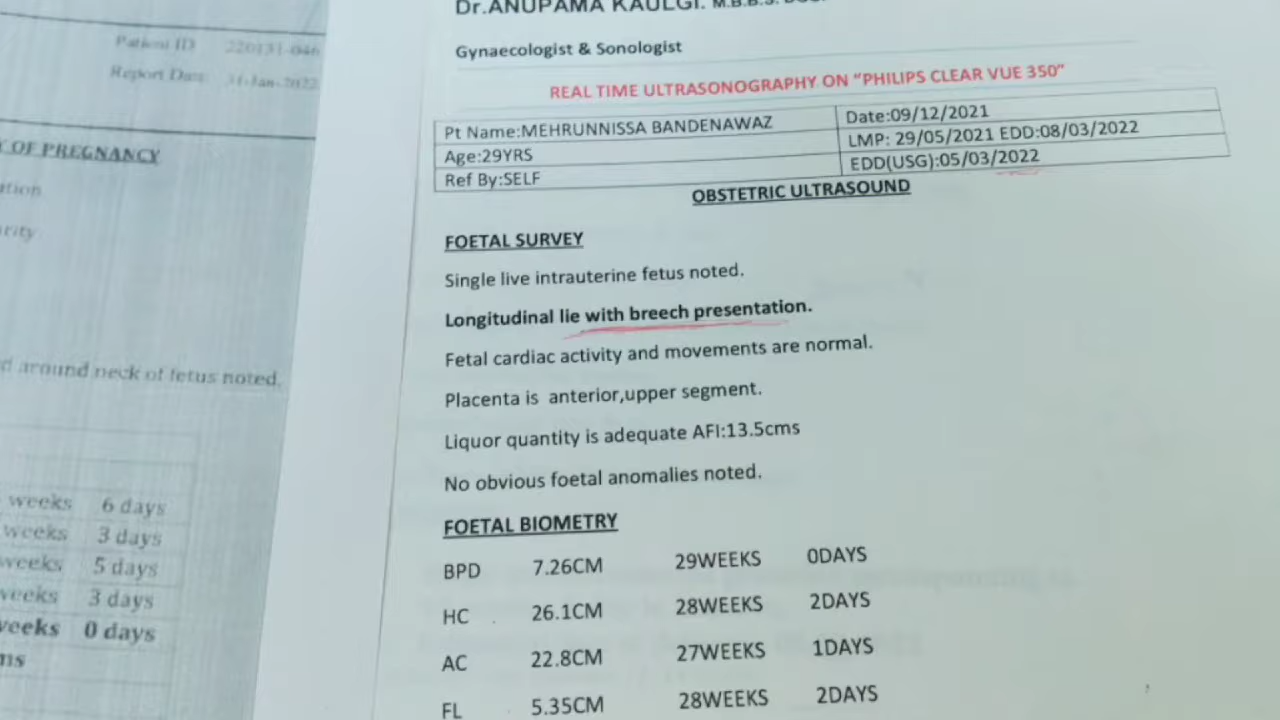 Patient ID
Report Date 31-Jan-2022
OF PREGNANCY
d around neck of fetus noted.
weeks 6 days
weeks 3 days
weeks 5 days
weeks 3 days
weeks 0 days
Dr.ANUPAMA KAULGI. M.B.B.S.
Gynaecologist & Sonologist
REAL TIME ULTRASONOGRAPHY ON “PHILIPS CLEAR VUE 350”
Pt Name:MEHRUNNISSA BANDENAWAZ Date:09/12/2021
Age:29YRS LMP: 29/05/2021 EDD:08/03/2022
Ref By:SELF EDD(USG):05/03/2022
OBSTETRIC ULTRASOUND
FOETAL SURVEY
Single live intrauterine fetus noted.
Longitudinal lie with breech presentation.
Fetal cardiac activity and movements are normal.
Placenta is anterior,upper segment.
Liquor quantity is adequate AFI:13.5cms
No obvious foetal anomalies noted.
FOETAL BIOMETRY
BPD 7.26CM 29WEEKS 0DAYS
HC 26.1CM 28WEEKS 2DAYS
AC 22.8CM 27WEEKS 1DAYS
FL 5.35CM 28WEEKS 2DAYS